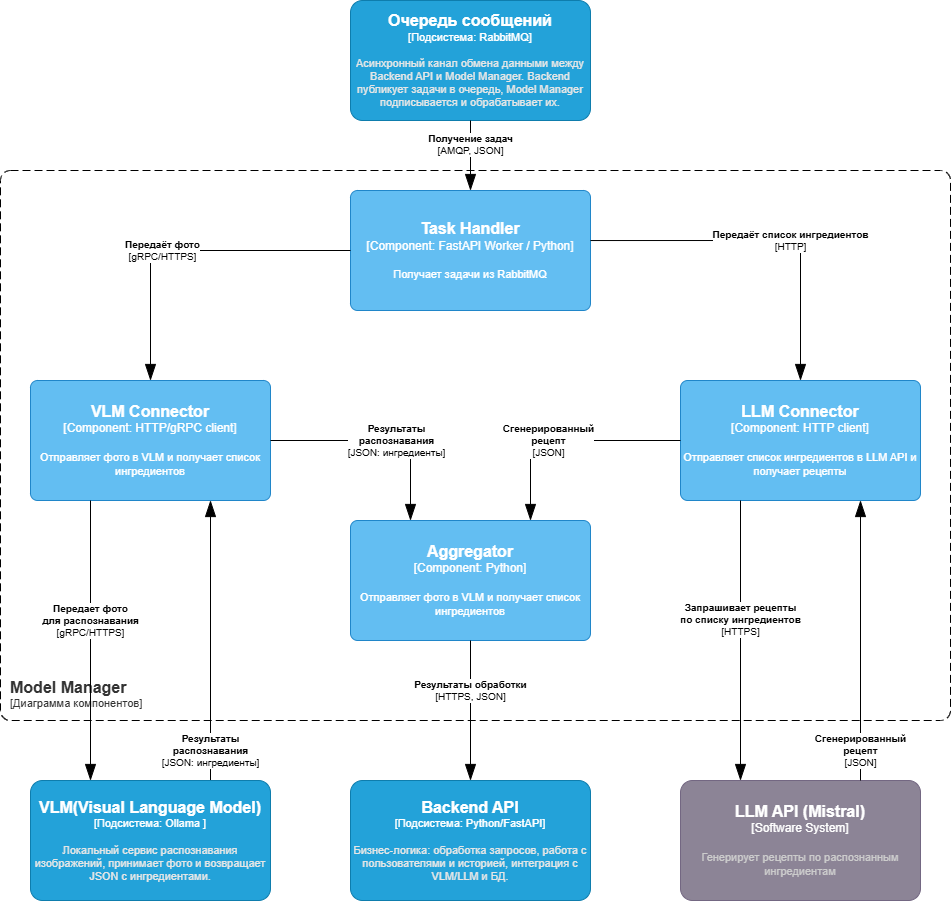 Очередь сообщений
[Подсистема: RabbitMQ]
Асинхронный канал обмена данными между
Backend API и Model Manager. Backend
публикует задачи в очередь, Model Manager
подписывается и обрабатывает их.
Получение задач
[AMQP, JSON]
Task Handler
[Component: FastAPI Worker / Python]
Получает задачи из RabbitMQ
Передаёт фото
[gRPC/HTTPS]
Передаёт список ингредиентов
[HTTP]
VLM Connector
[Component: HTTP/gRPC client]
Отправляет фото в VLM и получает список
ингредиентов
Результаты
распознавания
[JSON: ингредиенты]
Сгенерированный
рецепт
[JSON]
LLM Connector
[Component: HTTP client]
Отправляет список ингредиентов в LLM API и
получает рецепты
Aggregator
[Component: Python]
Отправляет фото в VLM и получает список
ингредиентов
Передает фото
для распознавания
[gRPC/HTTPS]
Запрашивает рецепты
по списку ингредиентов
[HTTPS]
Результаты обработки
[HTTPS, JSON]
Model Manager
[Диаграмма компонентов]
Результаты
распознавания
[JSON: ингредиенты]
Сгенерированный
рецепт
[JSON]
VLM(Visual Language Model)
[Подсистема: Ollama ]
Локальный сервис распознавания
изображений, принимает фото и возвращает
JSON с ингредиентами.
Backend API
[Подсистема: Python/FastAPI]
Бизнес-логика: обработка запросов, работа с
пользователями и историей, интеграция с
VLM/LLM и БД.
LLM API (Mistral)
[Software System]
Генерирует рецепты по распознанным
ингредиентам